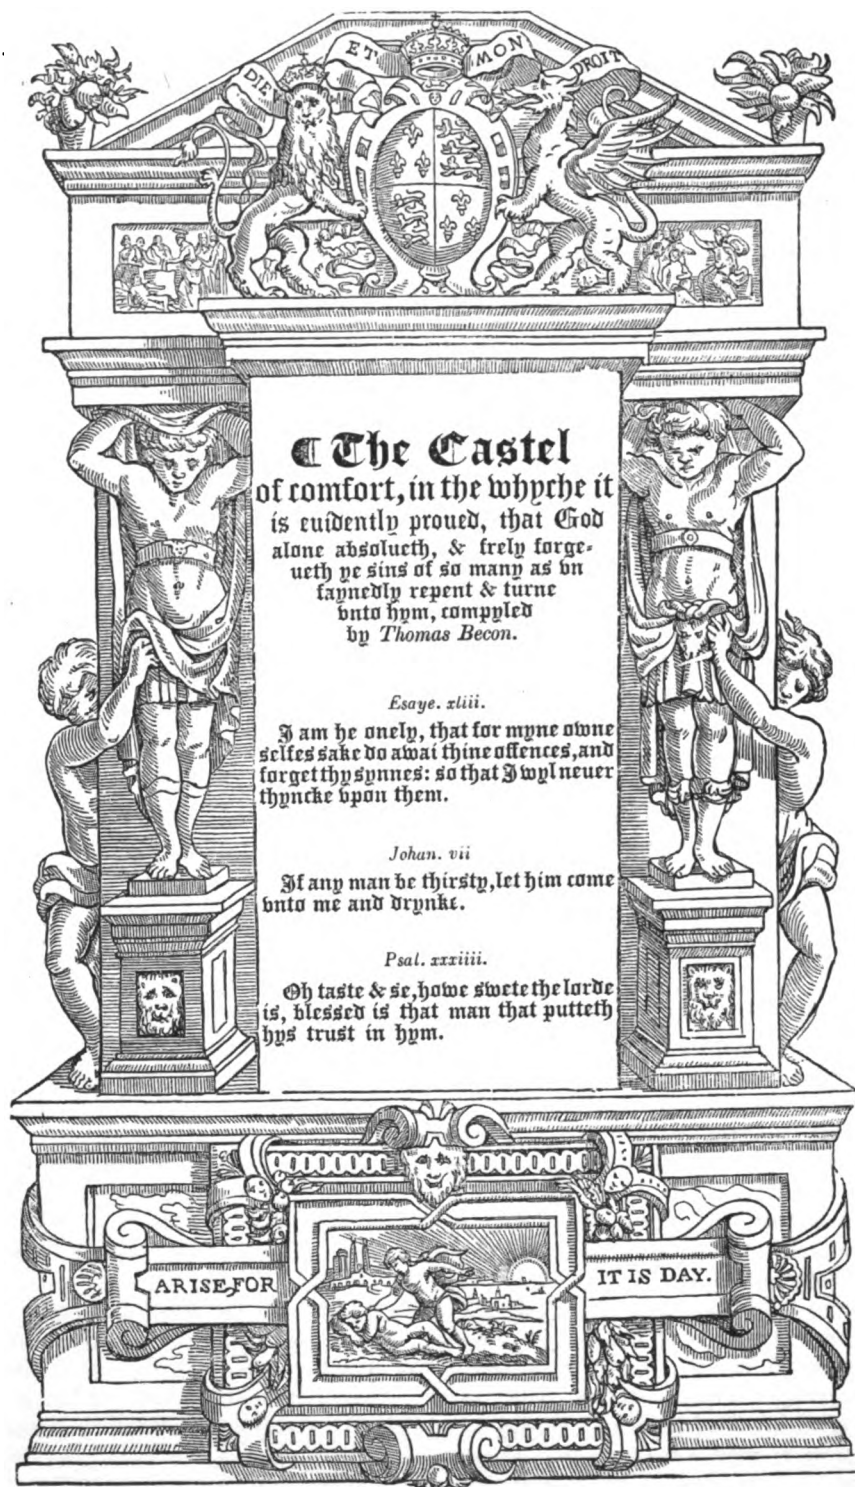 DIE ET MON DROIT
¶ The Castel
of comfort, in the whyche it
is euidently proued, that God
alone absolueth, & frely forge-
ueth ye sins of so many as vn
faynedly repent & turne
vnto hym, compyled
by Thomas Becon.
Esaye. xliii.
I am he onely, that for myne owne
selfes sake do awai thine offences, and
forget thy synnes: so that I wyl neuer
thyncke vpon them.
Johan. vii
If any man be thirsty, let him come
vnto me and drynke.
Psal. xxxiiii.
Oh taste & se, howe swete the lorde
is, blessed is that man that putteth
hys trust in hym.
ARISE FOR IT IS DAY.